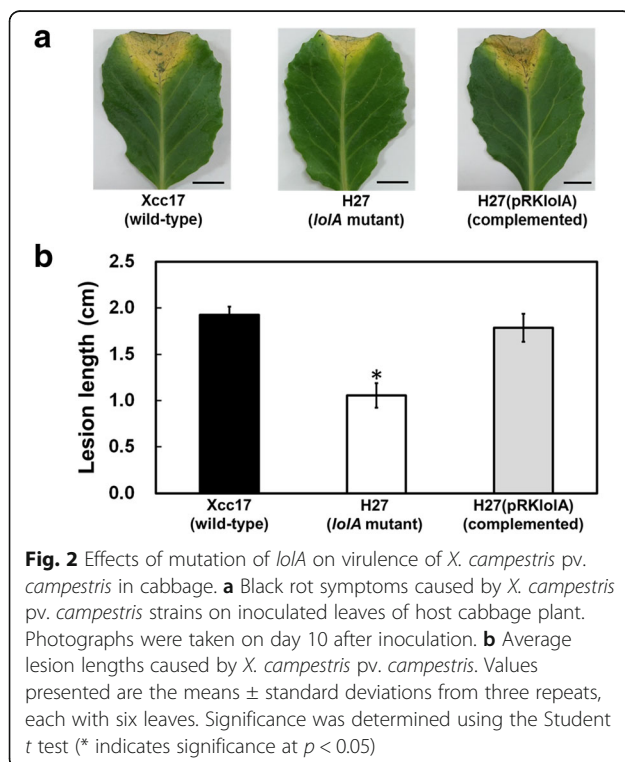 a
Xcc17
(wild-type)
H27
(lolA mutant)
H27(pRKlolA)
(complemented)
b
Lesion length (cm)
2.5
2.0
1.5
1.0
0.5
0.0
*
Xcc17
(wild-type)
H27
(lolA mutant)
H27(pRKlolA)
(complemented)
Fig. 2 Effects of mutation of lolA on virulence of X. campestris pv.
campestris in cabbage. a Black rot symptoms caused by X. campestris
pv. campestris strains on inoculated leaves of host cabbage plant.
Photographs were taken on day 10 after inoculation. b Average
lesion lengths caused by X. campestris pv. campestris. Values
presented are the means ± standard deviations from three repeats,
each with six leaves. Significance was determined using the Student
t test (* indicates significance at p < 0.05)